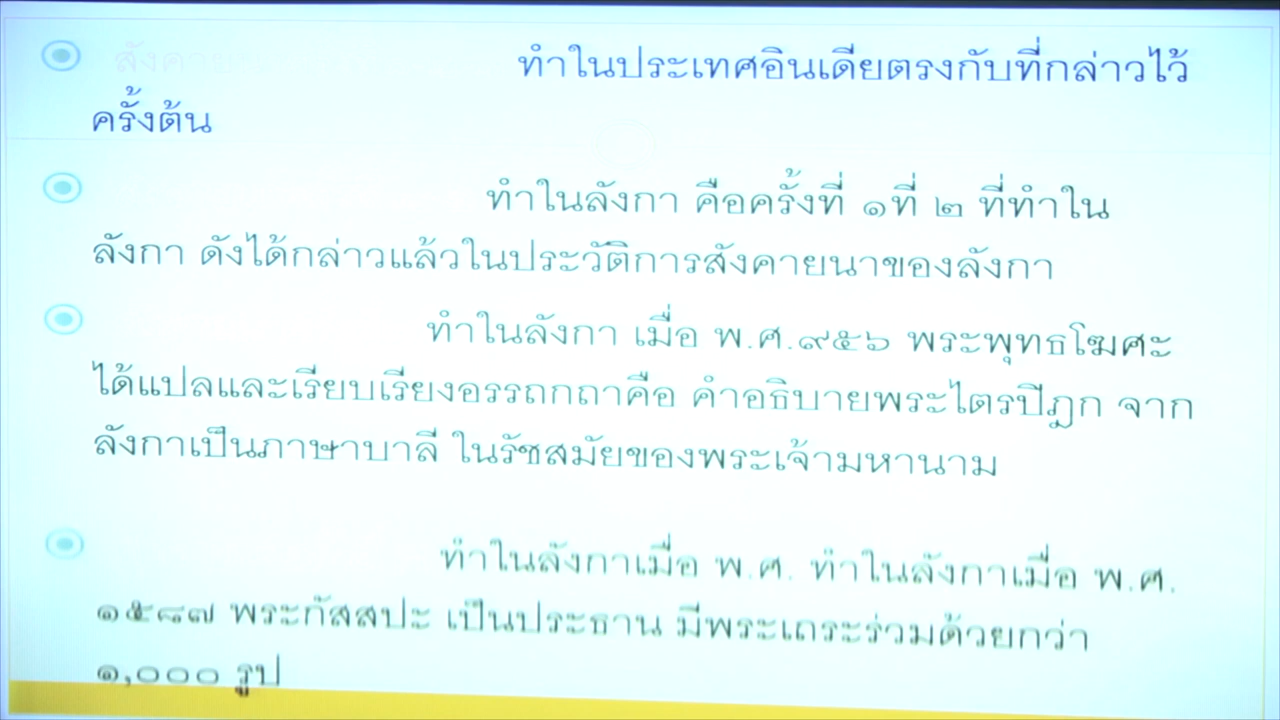 ทำในประเทศอินเดียตรงกับที่กล่าวไว้
ครั้งต้น
ทำในลังกา คือครั้งที่ ๑ที่ ๒ ที่ทำใน
ลังกา ดังได้กล่าวแล้วในประวัติการสังคายนาของลังกา
ทำในลังกา เมื่อ พ.ศ.๙๕๖ พระพุทธโฆศะ
ได้แปลและเรียบเรียงอรรถกถาคือ คำอธิบายพระไตรปิฎก จาก
ลังกาเป็นภาษาบาลี ในรัชสมัยของพระเจ้ามหานาม
ทำในลังกาเมื่อ พ.ศ. ทำในลังกาเมื่อ พ.ศ.
๑๕๘๗ พระกัสสปะ เป็นประธาน มีพระเถระร่วมด้วยกว่า
๑,๐๐๐ รูป